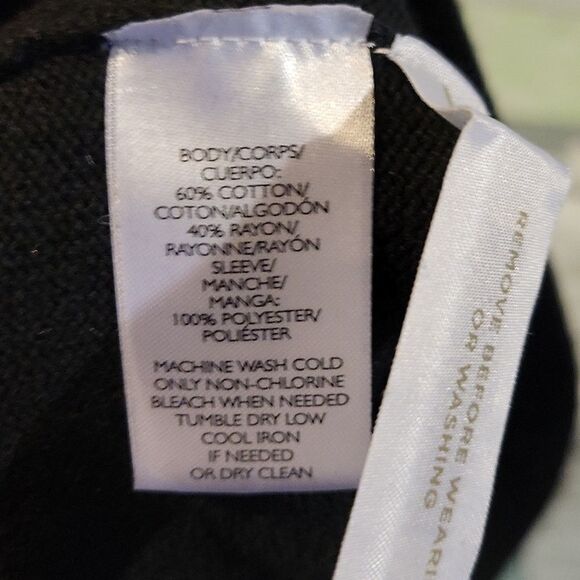 BODY/CORPS/
CUERPO:
60% COTTON/
COTON/ALGODÓN
40% RAYON/
RAYONNE/RAYÓN
SLEEVE/
MANCHE/
MANGA:
100% POLYESTER/
POLIÉSTER
MACHINE WASH COLD
ONLY NON-CHLORINE
BLEACH WHEN NEEDED
TUMBLE DRY LOW
COOL IRON
IF NEEDED
OR DRY CLEAN
REMOVE BEFORE
OR WASHING